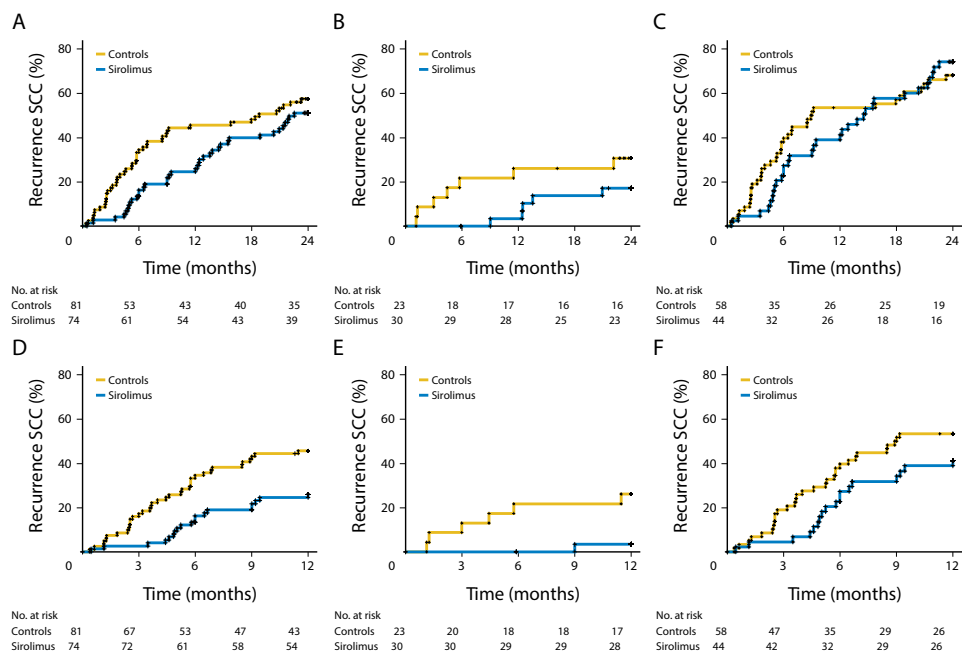 A
Recurrence SCC (%)
80
60
40
20
0
Controls
Sirolimus
6 12 18 24
Time (months)
No. at risk
Controls 81 53 43 40 35
Sirolimus 74 61 54 43 39
B
Recurrence SCC (%)
80
60
40
20
0
Controls
Sirolimus
6 12 18 24
Time (months)
No. at risk
Controls 23 18 17 16 16
Sirolimus 30 29 28 25 23
C
Recurrence SCC (%)
80
60
40
20
0
Controls
Sirolimus
6 12 18 24
Time (months)
No. at risk
Controls 58 35 26 25 19
Sirolimus 44 32 26 18 16
D
Recurrence SCC (%)
80
60
40
20
0
Controls
Sirolimus
3 6 9 12
Time (months)
No. at risk
Controls 81 67 53 47 43
Sirolimus 74 72 61 58 54
E
Recurrence SCC (%)
80
60
40
20
0
Controls
Sirolimus
3 6 9 12
Time (months)
No. at risk
Controls 23 20 18 18 17
Sirolimus 30 30 29 29 28
F
Recurrence SCC (%)
80
60
40
20
0
Controls
Sirolimus
3 6 9 12
Time (months)
No. at risk
Controls 58 47 35 29 26
Sirolimus 44 42 32 29 26